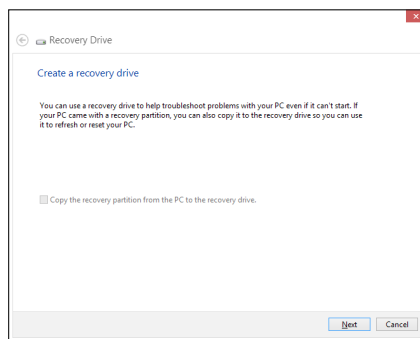 Recovery Drive
Create a recovery drive
You can use a recovery drive to help troubleshoot problems with your PC even if it can't start. If
your PC came with a recovery partition, you can also copy it to the recovery drive so you can use
it to refresh or reset your PC.
Copy the recovery partition from the PC to the recovery drive.
Next Cancel